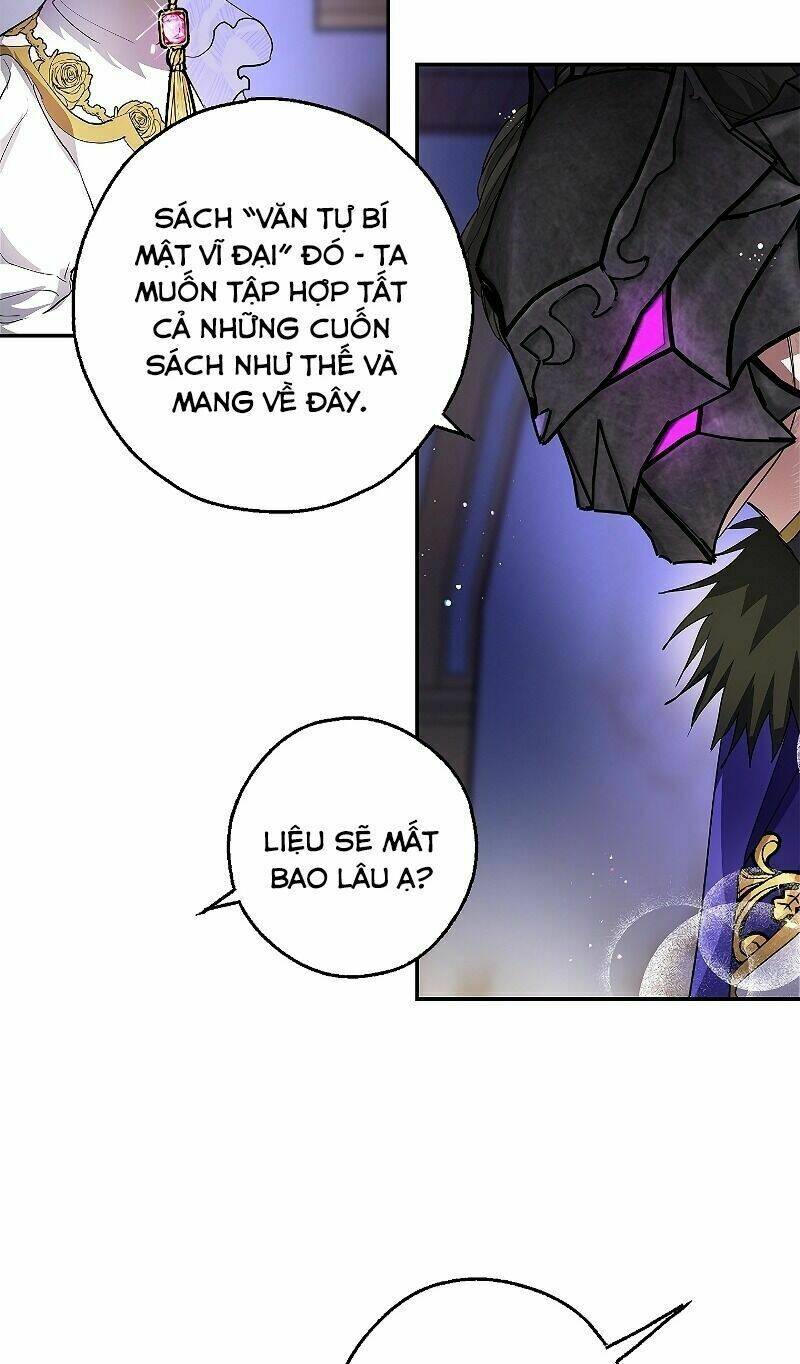 SÁCH "VĂN TỰ BÍ
MẬT VĨ ĐẠI" ĐÓ - TA
MUỐN TẬP HỢP TẤT
CẢ NHỮNG CUỐN
SÁCH NHƯ THẾ VÀ
MANG VỀ ĐÂY.
LIỆU SẼ MẤT
BAO LÂU Ạ?